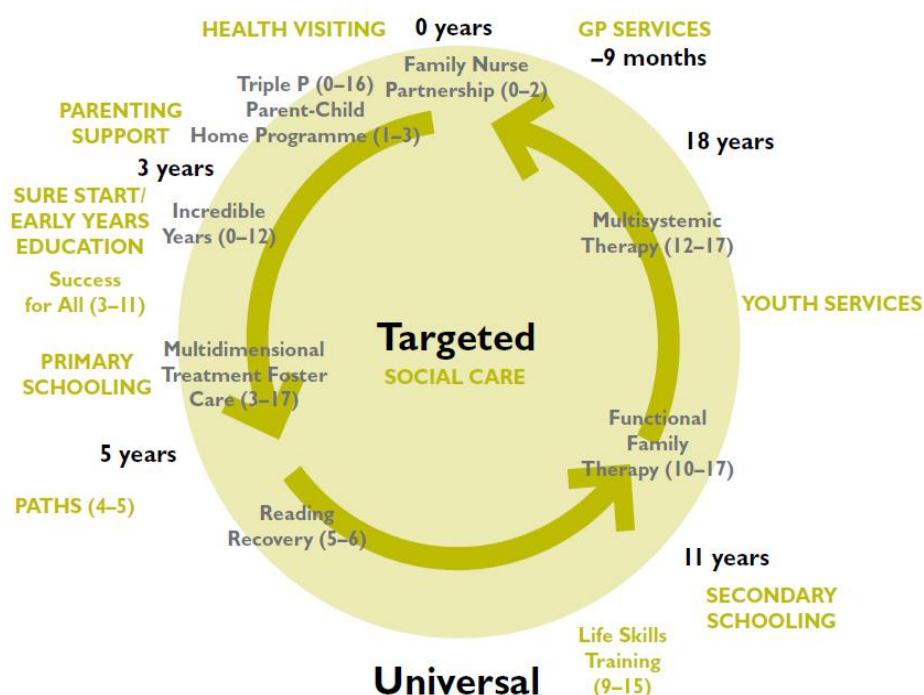 HEALTH VISITING
0 years
GP SERVICES
–9 months
Family Nurse
Partnership (0–2)
Triple P (0–16)
Parent-Child
Home Programme (1–3)
PARENTING
SUPPORT
18 years
3 years
SURE START/
EARLY YEARS
EDUCATION
Incredible
Years (0–12)
Multisystemic
Therapy (12–17)
Success
for All (3–11)
YOUTH SERVICES
Targeted
SOCIAL CARE
PRIMARY
SCHOOLING
Multidimensional
Treatment Foster
Care (3–17)
Functional
Family
Therapy (10–17)
5 years
PATHS (4–5)
Reading
Recovery (5–6)
11 years
SECONDARY
SCHOOLING
Life Skills
Training
(9–15)
Universal